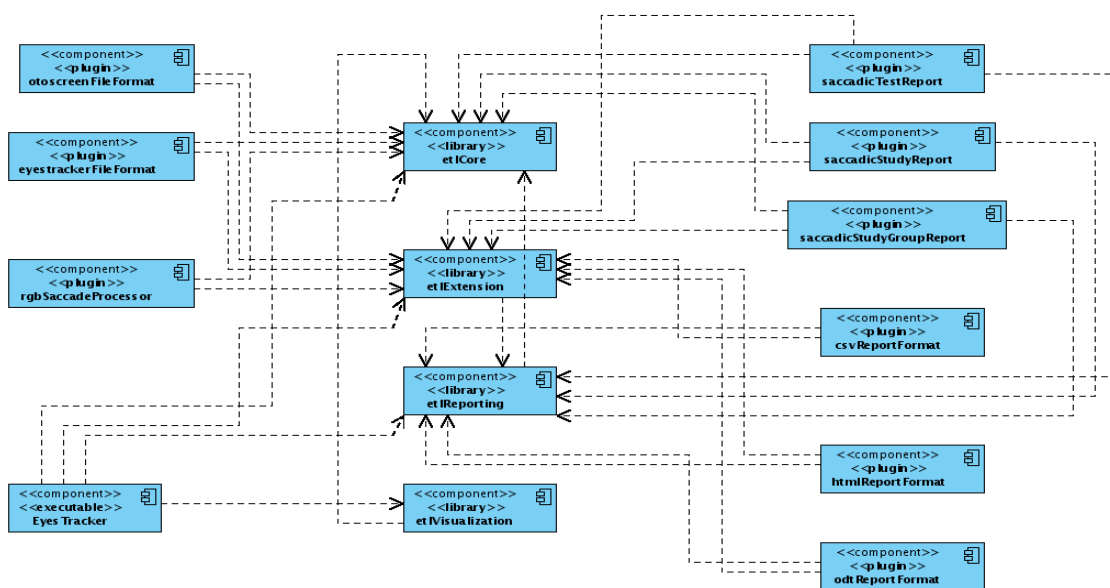 <<component>>
<<plugin>>
otoscreenFileFormat
<<component>>
<<plugin>>
saccadicTestReport
<<component>>
<<library>>
etlCore
<<component>>
<<plugin>>
eyestrackerFileFormat
<<component>>
<<plugin>>
saccadicStudyReport
<<component>>
<<plugin>>
saccadicStudyGroupReport
<<component>>
<<library>>
etlExtension
<<component>>
<<plugin>>
rgbSaccadeProcessor
<<component>>
<<plugin>>
csvReportFormat
<<component>>
<<library>>
etlReporting
<<component>>
<<plugin>>
htmlReportFormat
<<component>>
<<executable>>
EyesTracker
<<component>>
<<library>>
etlVisualization
<<component>>
<<plugin>>
odtReportFormat